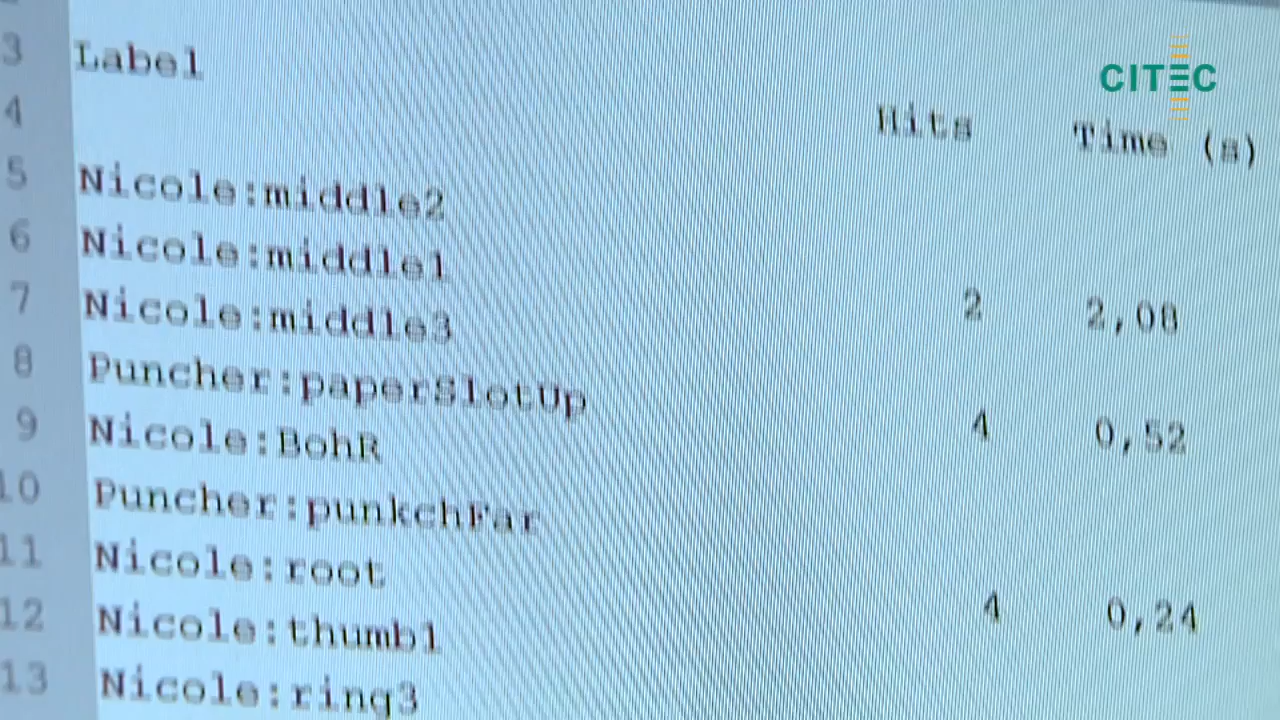 3 Label Hits Time (s)
4
5 Nicole:middle2
6 Nicole:middle1 2 2,08
7 Nicole:middle3
8 Puncher:paperSlotUp 4 0,52
9 Nicole:BohR
10 Puncher:punkchFar
11 Nicole:root 4 0,24
12 Nicole:thumb1
13 Nicole:ring3
CITEC